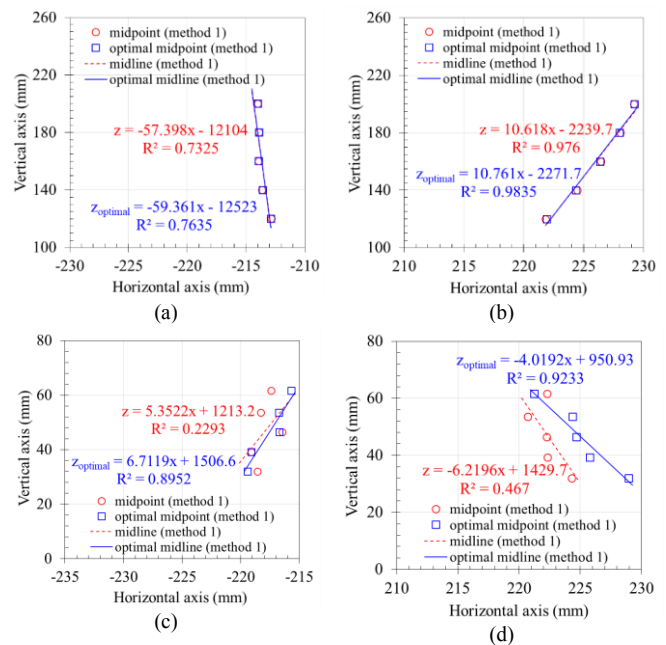 260
midpoint (method 1)
optimal midpoint (method 1)
midline (method 1)
optimal midline (method 1)
220
180
140
100
z = -57.398x - 12104
R² = 0.7325
z_optimal = -59.361x - 12523
R² = 0.7635
-230 -225 -220 -215 -210
Vertical axis (mm)
Horizontal axis (mm)
(a)
260
midpoint (method 1)
optimal midpoint (method 1)
midline (method 1)
optimal midline (method 1)
220
180
140
100
z = 10.618x - 2239.7
R² = 0.976
z_optimal = 10.761x - 2271.7
R² = 0.9835
210 215 220 225 230
Vertical axis (mm)
Horizontal axis (mm)
(b)
80
60
40
20
0
z = 5.3522x + 1213.2
R² = 0.2293
z_optimal = 6.7119x + 1506.6
R² = 0.8952
midpoint (method 1)
optimal midpoint (method 1)
midline (method 1)
optimal midline (method 1)
-235 -230 -225 -220 -215
Vertical axis (mm)
Horizontal axis (mm)
(c)
80
60
40
20
0
z_optimal = -4.0192x + 950.93
R² = 0.9233
z = -6.2196x + 1429.7
R² = 0.467
midpoint (method 1)
optimal midpoint (method 1)
midline (method 1)
optimal midline (method 1)
210 215 220 225 230
Vertical axis (mm)
Horizontal axis (mm)
(d)